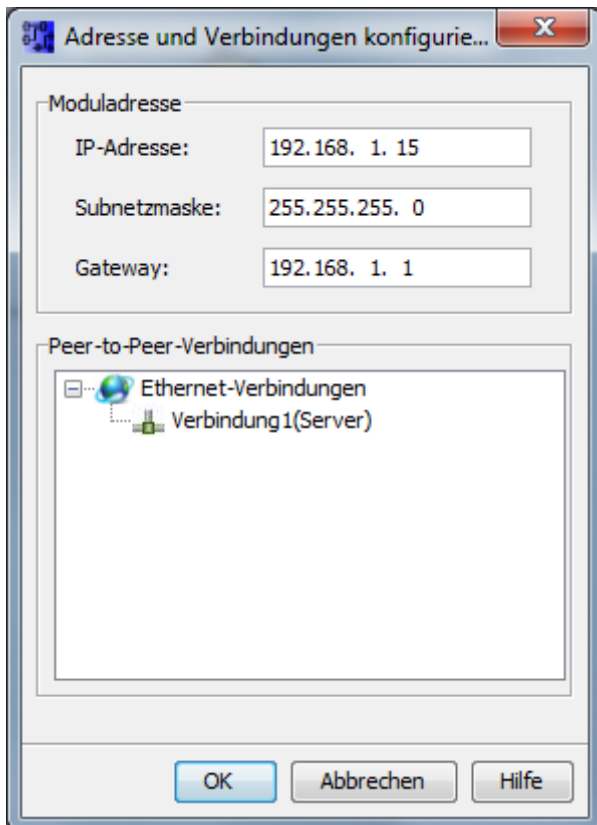 Adresse und Verbindungen konfigurie...
Moduladresse
IP-Adresse: 192.168. 1. 15
Subnetzmaske: 255.255.255. 0
Gateway: 192.168. 1. 1
Peer-to-Peer-Verbindungen
Ethernet-Verbindungen
Verbindung1(Server)
OK Abbrechen Hilfe